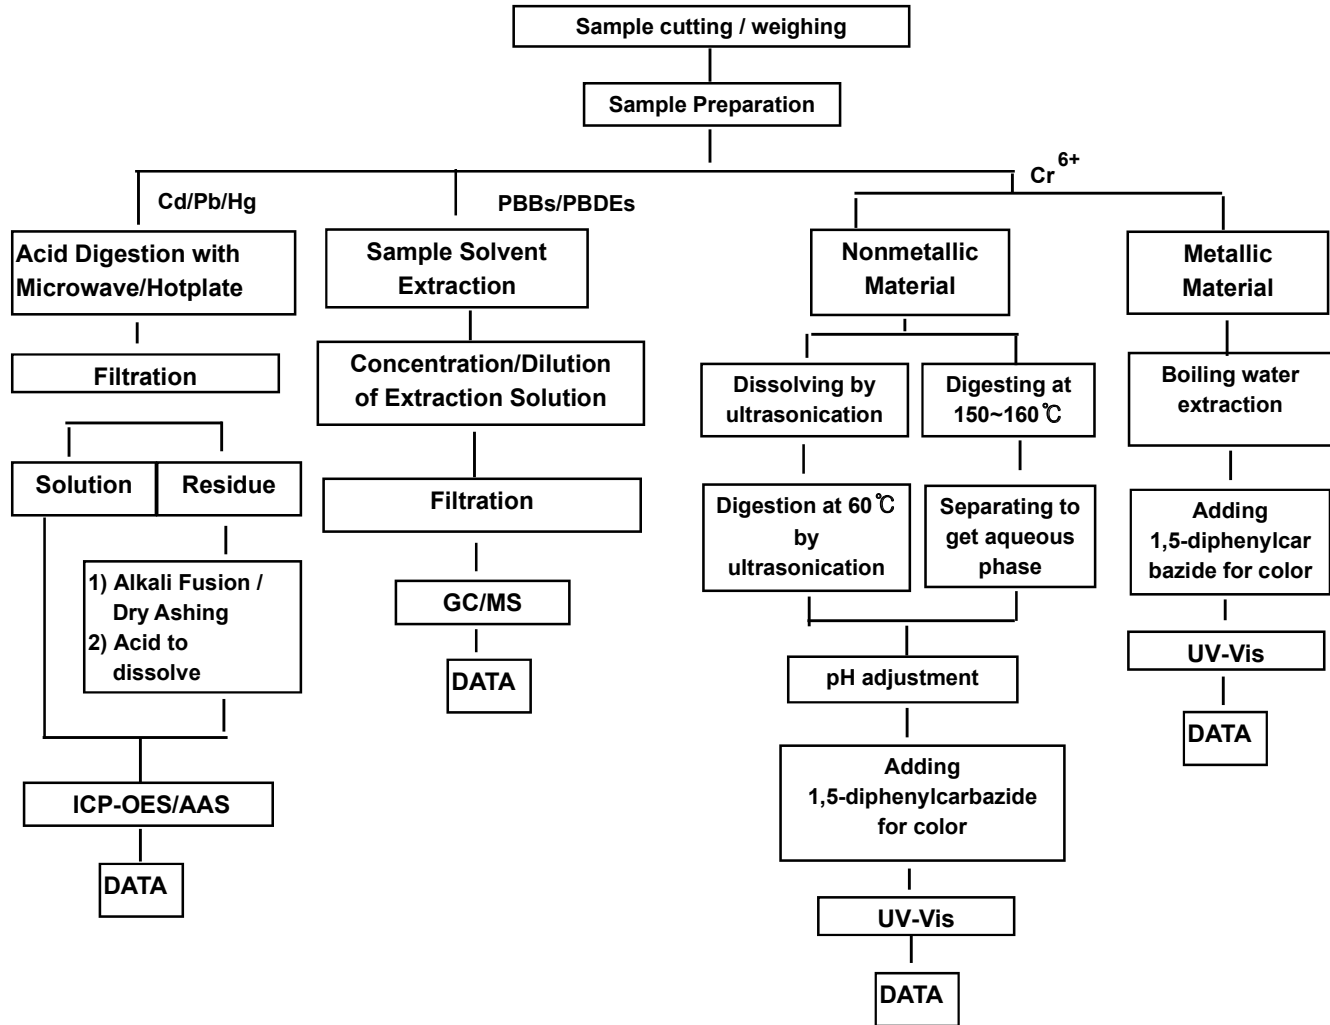 Sample cutting / weighing
Sample Preparation
Cr 6+
Cd/Pb/Hg
PBBs/PBDEs
Acid Digestion with
Microwave/Hotplate
Filtration
Solution
Residue
1) Alkali Fusion /
Dry Ashing
2) Acid to
dissolve
ICP-OES/AAS
DATA
Sample Solvent
Extraction
Concentration/Dilution
of Extraction Solution
Filtration
GC/MS
DATA
Nonmetallic
Material
Dissolving by
ultrasonication
Digestion at 60℃
by
ultrasonication
Digesting at
150~160℃
Separating to
get aqueous
phase
pH adjustment
Adding
1,5-diphenylcarbazide
for color
UV-Vis
DATA
Metallic
Material
Boiling water
extraction
Adding
1,5-diphenylcar
bazide for color
UV-Vis
DATA